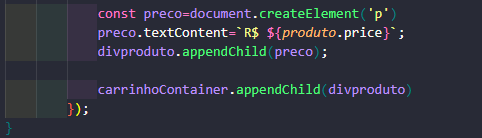 const preco=document.createElement('p')
preco.textContent=`R$ ${produto.price}`;
divproduto.appendChild(preco);
carrinhoContainer.appendChild(divproduto)
});
}